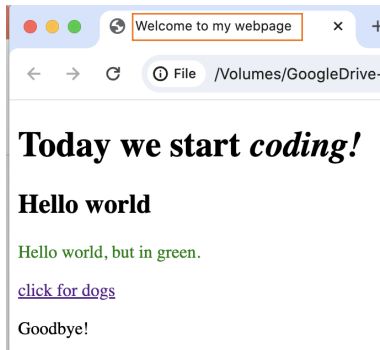 Welcome to my webpage
File /Volumes/GoogleDrive-
Today we start coding!
Hello world
Hello world, but in green.
click for dogs
Goodbye!